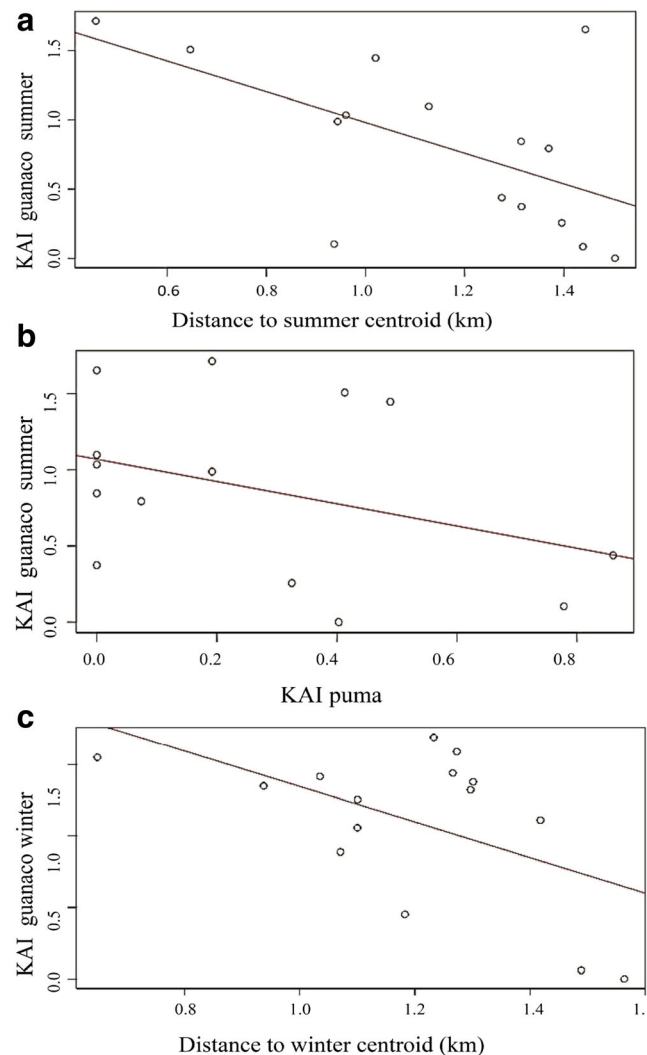 a
KAI guanaco summer
0.0 0.5 1.0 1.5
0.6 0.8 1.0 1.2 1.4
Distance to summer centroid (km)
b
KAI guanaco summer
0.0 0.5 1.0 1.5
0.0 0.2 0.4 0.6 0.8
KAI puma
c
KAI guanaco winter
0.0 0.5 1.0 1.5
0.8 1.0 1.2 1.4 1.
Distance to winter centroid (km)